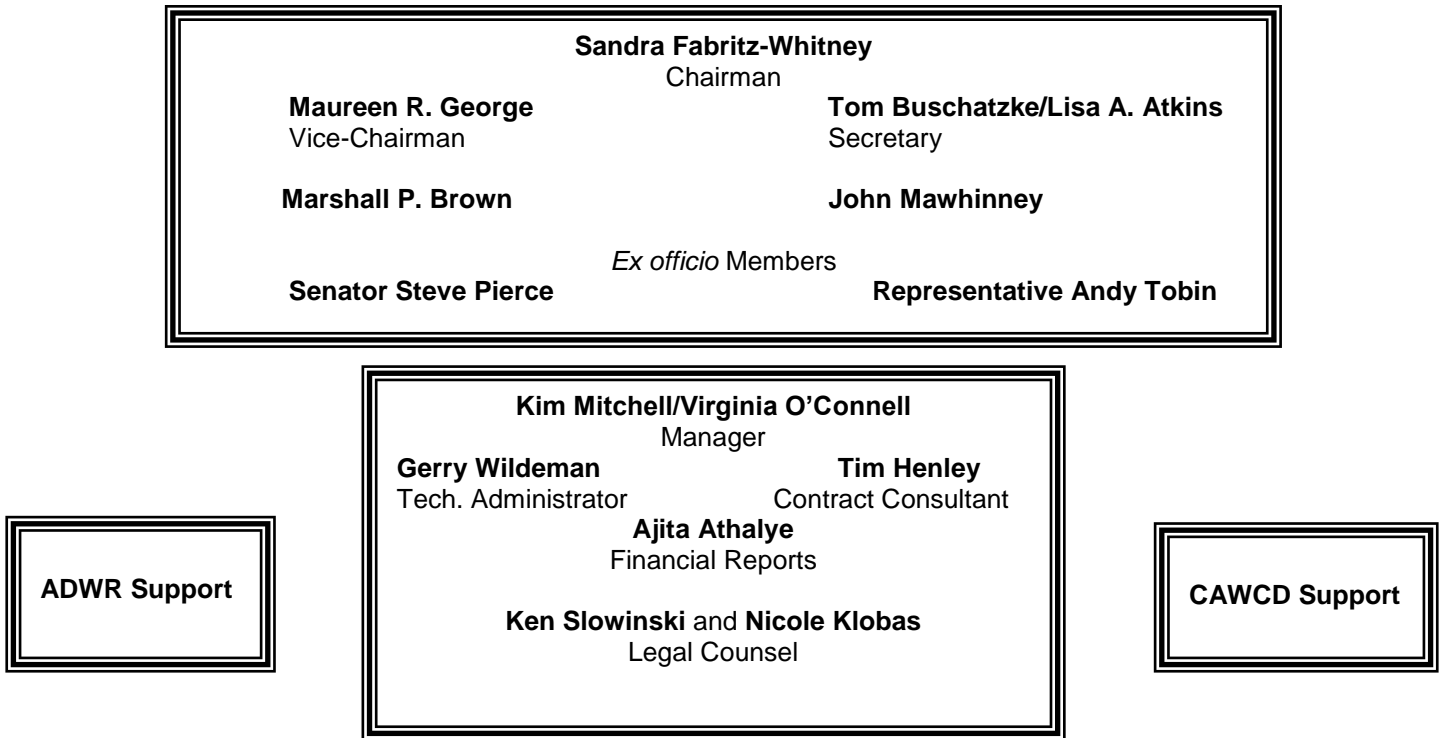 Sandra Fabritz-Whitney
Chairman
Maureen R. George Tom Buschatzke/Lisa A. Atkins
Vice-Chairman Secretary
Marshall P. Brown John Mawhinney
Ex officio Members
Senator Steve Pierce Representative Andy Tobin
Kim Mitchell/Virginia O’Connell
Manager
Gerry Wildeman Tim Henley
Tech. Administrator Contract Consultant
Ajita Athalye
Financial Reports
Ken Slowinski and Nicole Klobas
Legal Counsel
ADWR Support
CAWCD Support